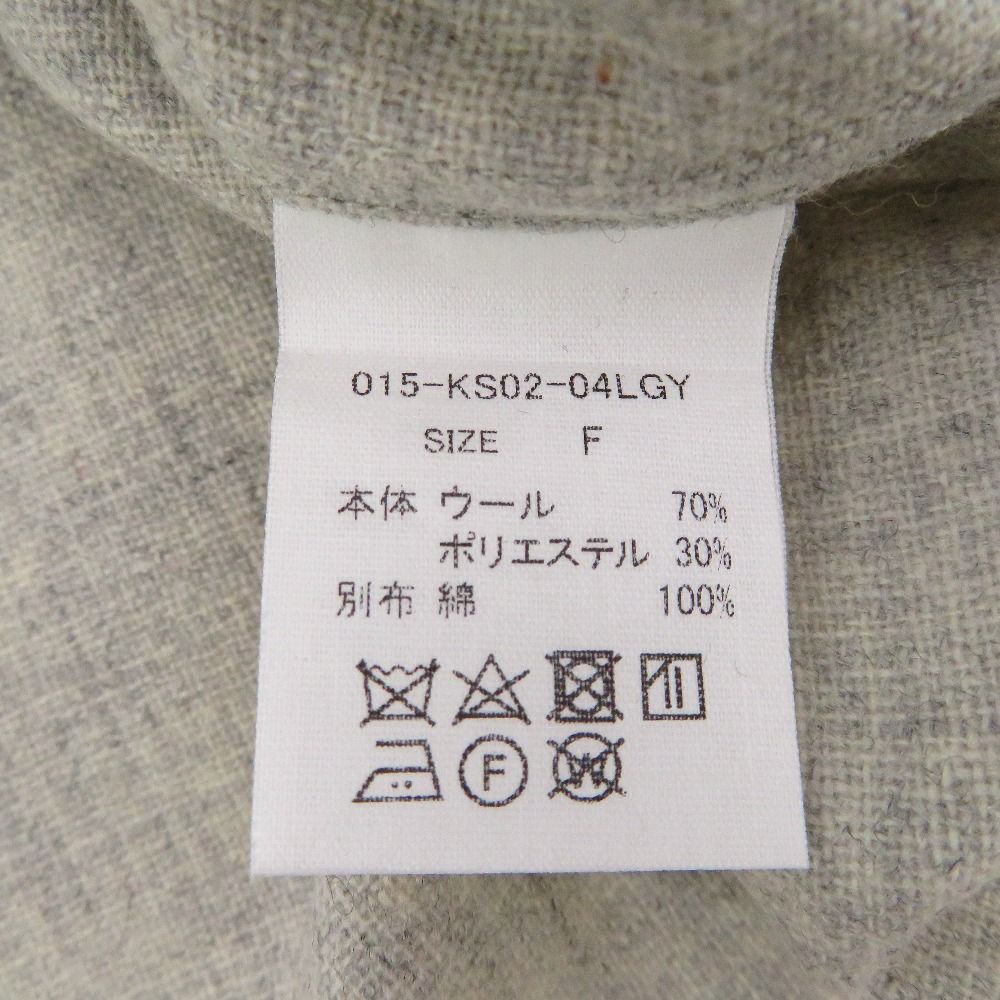 015-KS02-04LGY
SIZE F
本体 ウール 70%
ポリエステル 30%
別布 綿 100%
F W